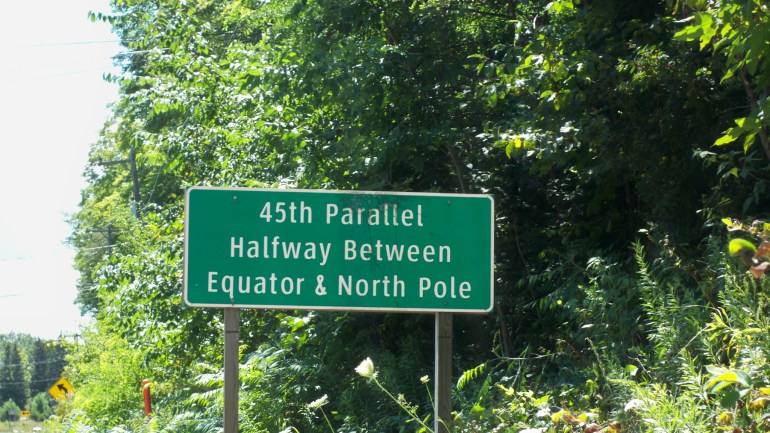 45th Parallel
Halfway Between
Equator & North Pole